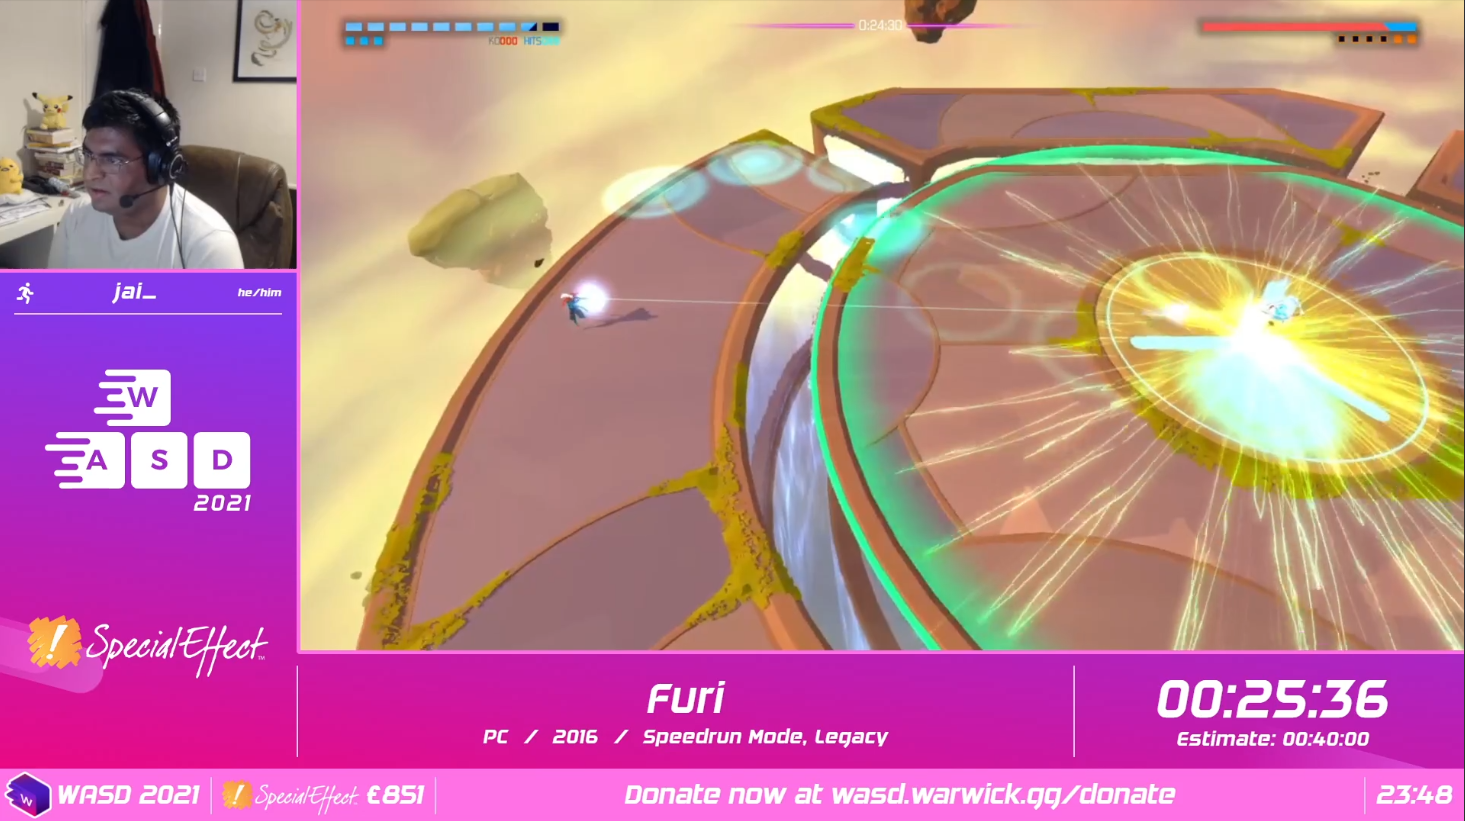 0:24:30
HITS
jai_
he/him
W
A S D
2021
SpecialEffect
Furi
PC / 2016 / Speedrun Mode, Legacy
00:25:36
Estimate: 00:40:00
WASD 2021
SpecialEffect €851
Donate now at wasd.warwick.gg/donate
23:48